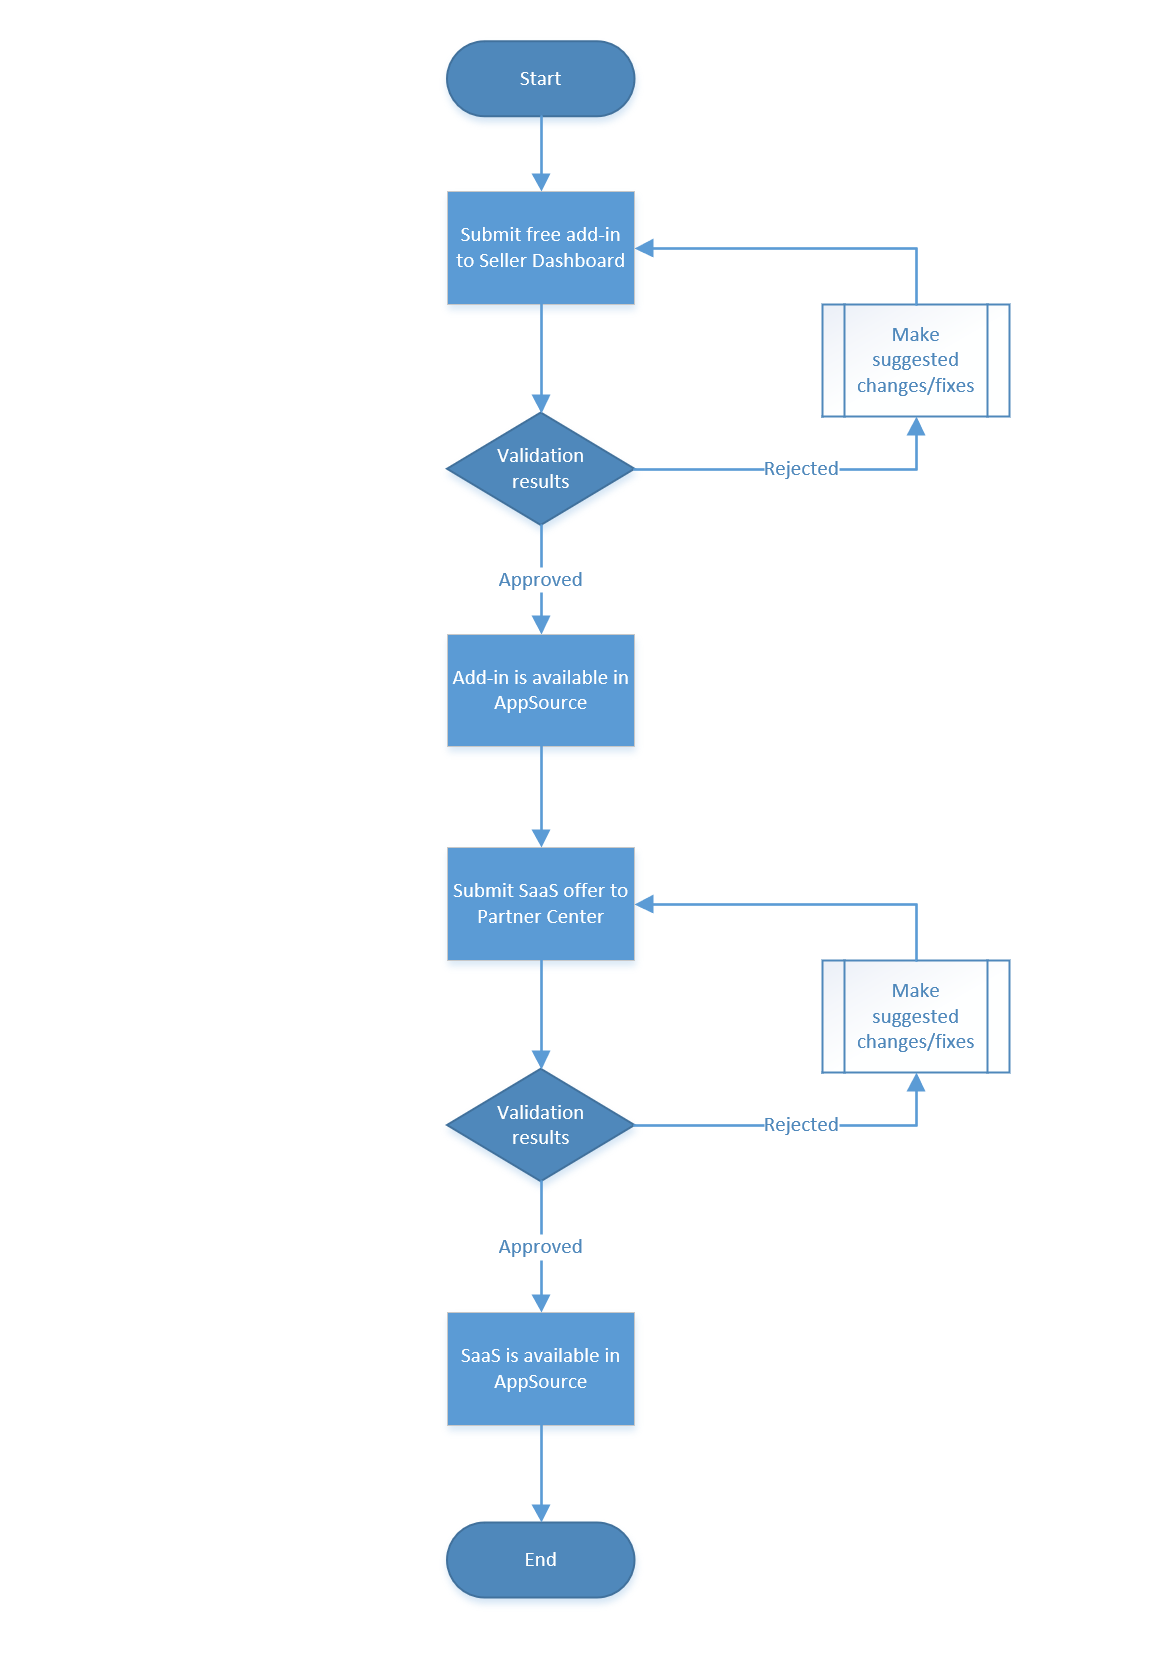 Start
Submit free add-in
to Seller Dashboard
Make
suggested
changes/fixes
Validation
results
Rejected
Approved
Add-in is available in
AppSource
Submit SaaS offer to
Partner Center
Make
suggested
changes/fixes
Validation
results
Rejected
Approved
SaaS is available in
AppSource
End